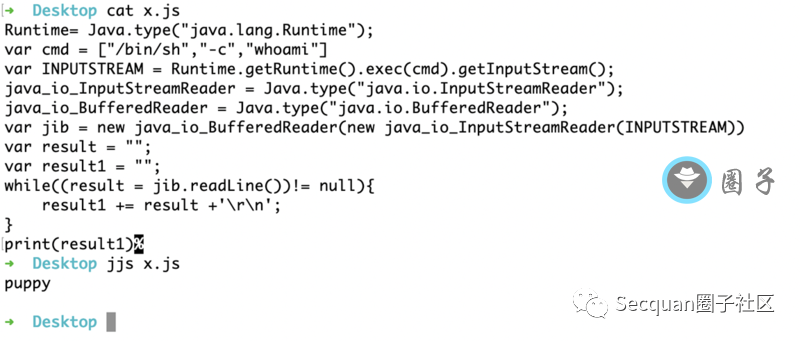 ➜ Desktop cat x.js
Runtime= Java.type("java.lang.Runtime");
var cmd = ["/bin/sh","-c","whoami"]
var INPUTSTREAM = Runtime.getRuntime().exec(cmd).getInputStream();
java_io_InputStreamReader = Java.type("java.io.InputStreamReader");
java_io_BufferedReader = Java.type("java.io.BufferedReader");
var jib = new java_io_BufferedReader(new java_io_InputStreamReader(INPUTSTREAM))
var result = "";
var result1 = "";
while((result = jib.readLine())!= null){
    result1 += result +'\r\n';
}
圈子
print(result1)%
➜ Desktop jjs x.js
puppy
➜ Desktop
Secquan圈子社区